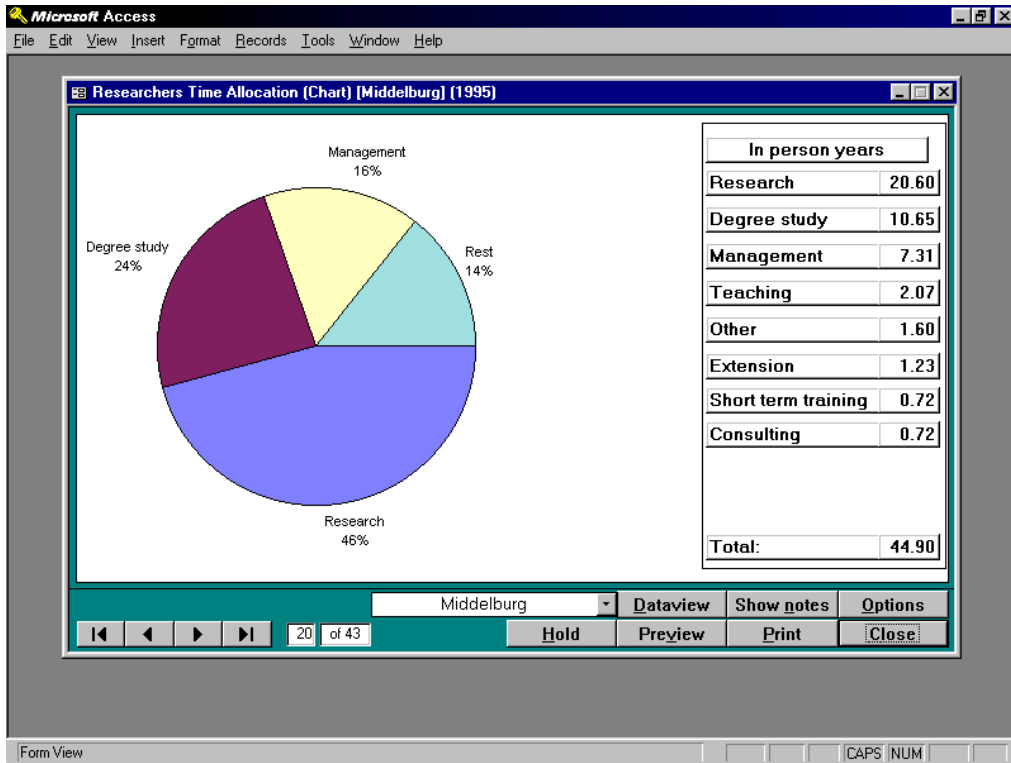 Microsoft Access
File Edit View Insert Format Records Tools Window Help
Researchers Time Allocation (Chart) [Middelburg] (1995)
Management
16%
Degree study
24%
Rest
14%
Research
46%
In person years
Research 20.60
Degree study 10.65
Management 7.31
Teaching 2.07
Other 1.60
Extension 1.23
Short term training 0.72
Consulting 0.72
Total: 44.90
Middelburg Dataview Show notes Options
20 of 43 Hold Preview Print Close
Form View CAPS NUM